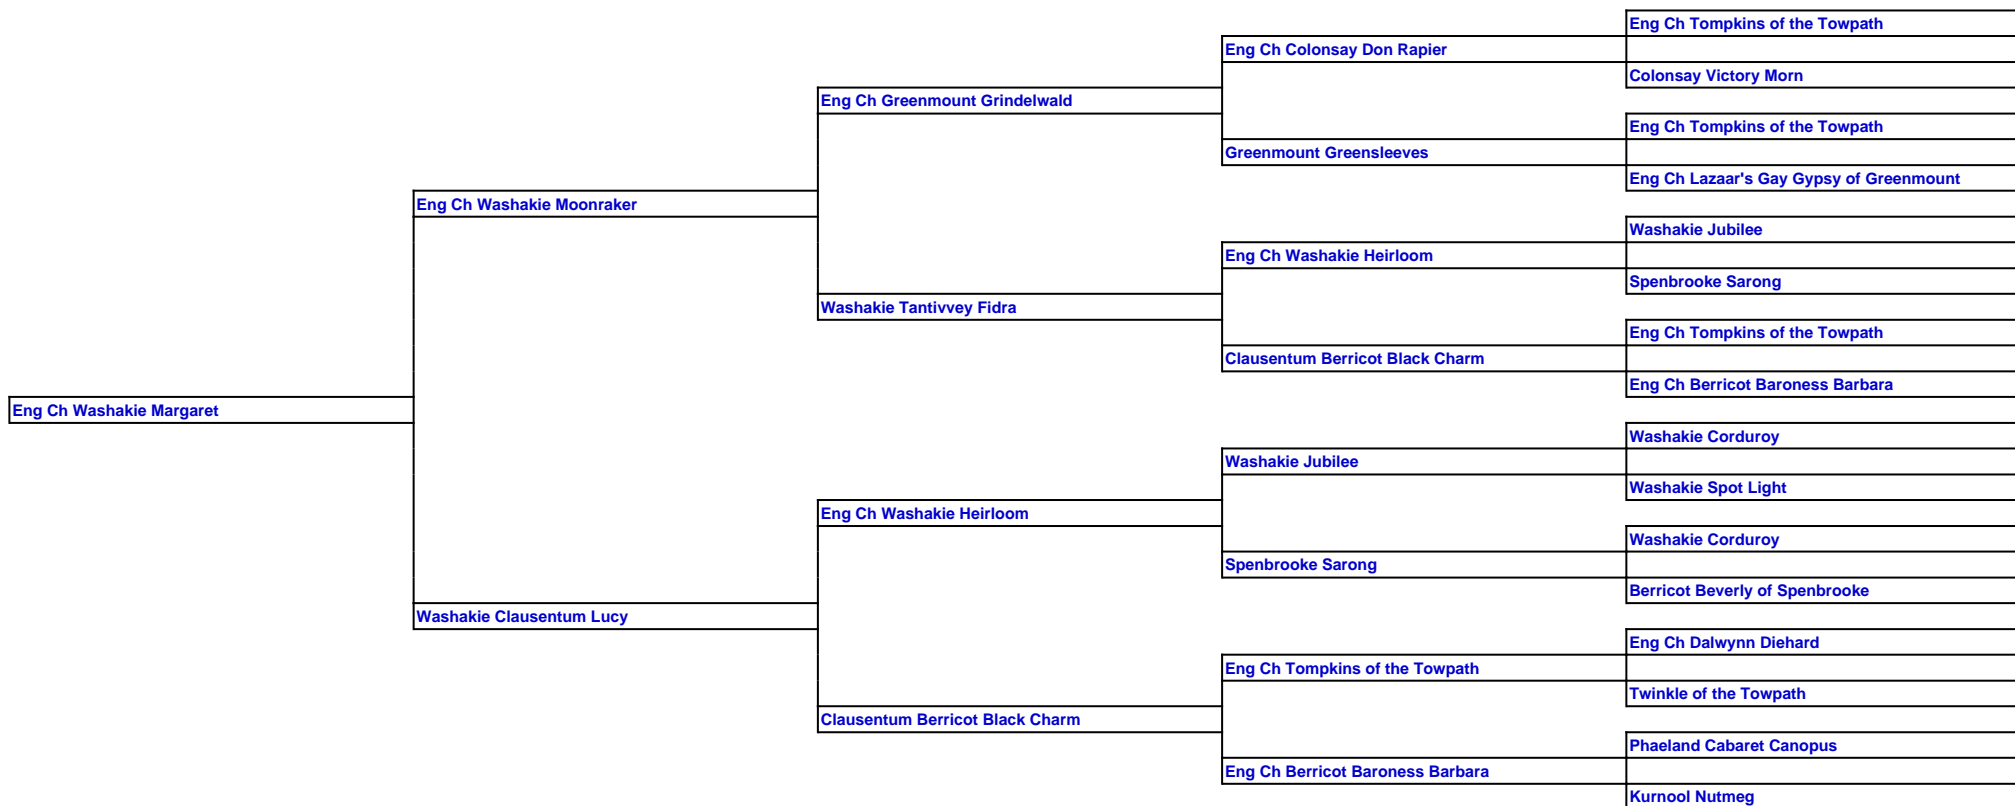 Eng Ch Tompkins of the Towpath
Eng Ch Colonsay Don Rapier
Colonsay Victory Morn
Eng Ch Greenmount Grindelwald
Eng Ch Tompkins of the Towpath
Greenmount Greensleeves
Eng Ch Lazaar's Gay Gypsy of Greenmount
Eng Ch Washakie Moonraker
Washakie Jubilee
Eng Ch Washakie Heirloom
Spenbrooke Sarong
Washakie Tantivvey Fidra
Eng Ch Tompkins of the Towpath
Clausentum Berricot Black Charm
Eng Ch Berricot Baroness Barbara
Eng Ch Washakie Margaret
Washakie Corduroy
Washakie Jubilee
Washakie Spot Light
Eng Ch Washakie Heirloom
Washakie Corduroy
Spenbrooke Sarong
Berricot Beverly of Spenbrooke
Washakie Clausentum Lucy
Eng Ch Dalwynn Diehard
Eng Ch Tompkins of the Towpath
Twinkle of the Towpath
Clausentum Berricot Black Charm
Phaeland Cabaret Canopus
Eng Ch Berricot Baroness Barbara
Kurnool Nutmeg